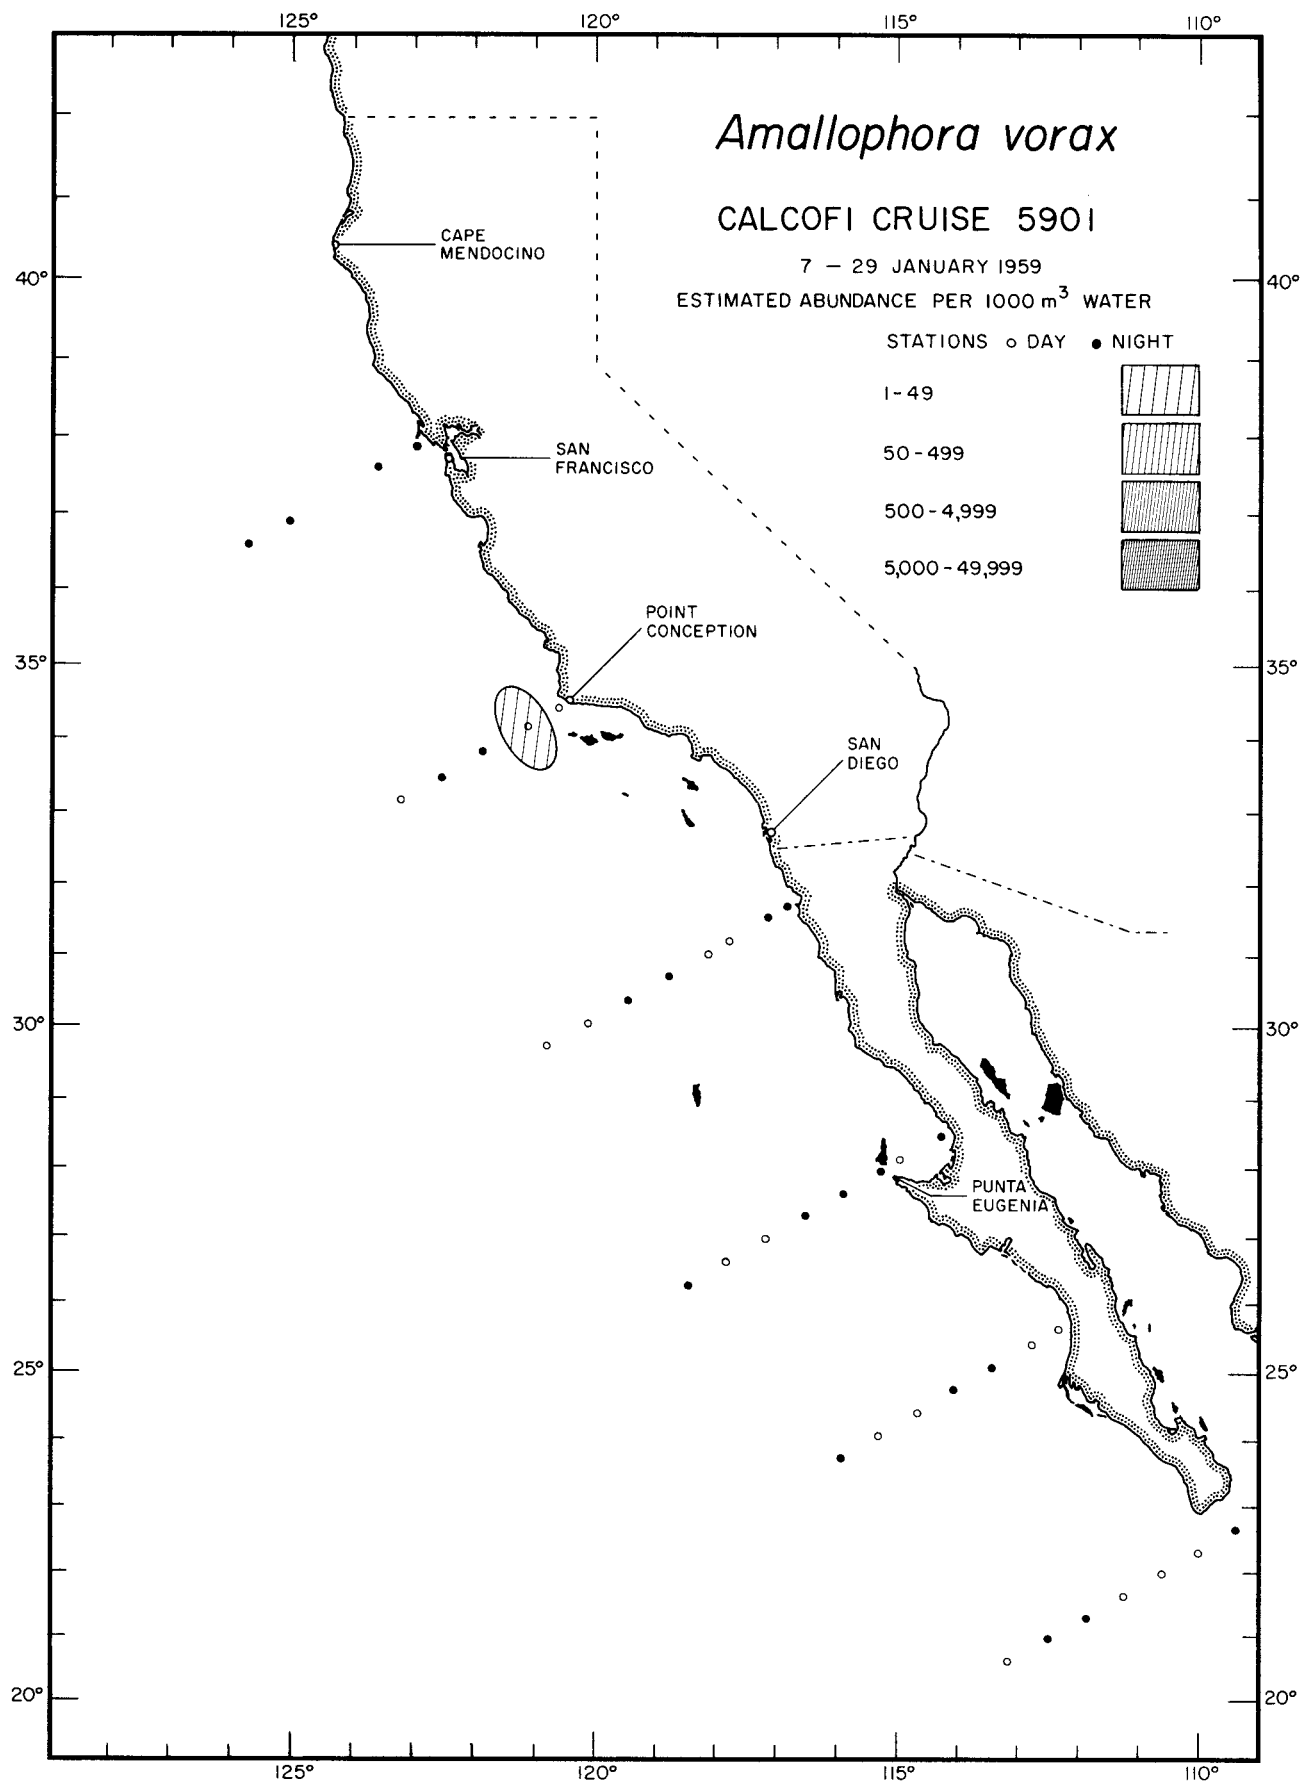 125° 120° 115° 110°
Amallophora vorax
CALCOFI CRUISE 5901
7 – 29 JANUARY 1959
ESTIMATED ABUNDANCE PER 1000 m³ WATER
STATIONS ○ DAY ● NIGHT
1-49
50-499
500-4,999
5,000-49,999
CAPE
MENDOCINO
40° 40°
SAN
FRANCISCO
POINT
CONCEPTION
35° 35°
SAN
DIEGO
30° 30°
PUNTA
EUGENIA
25° 25°
20° 20°
125° 120° 115° 110°